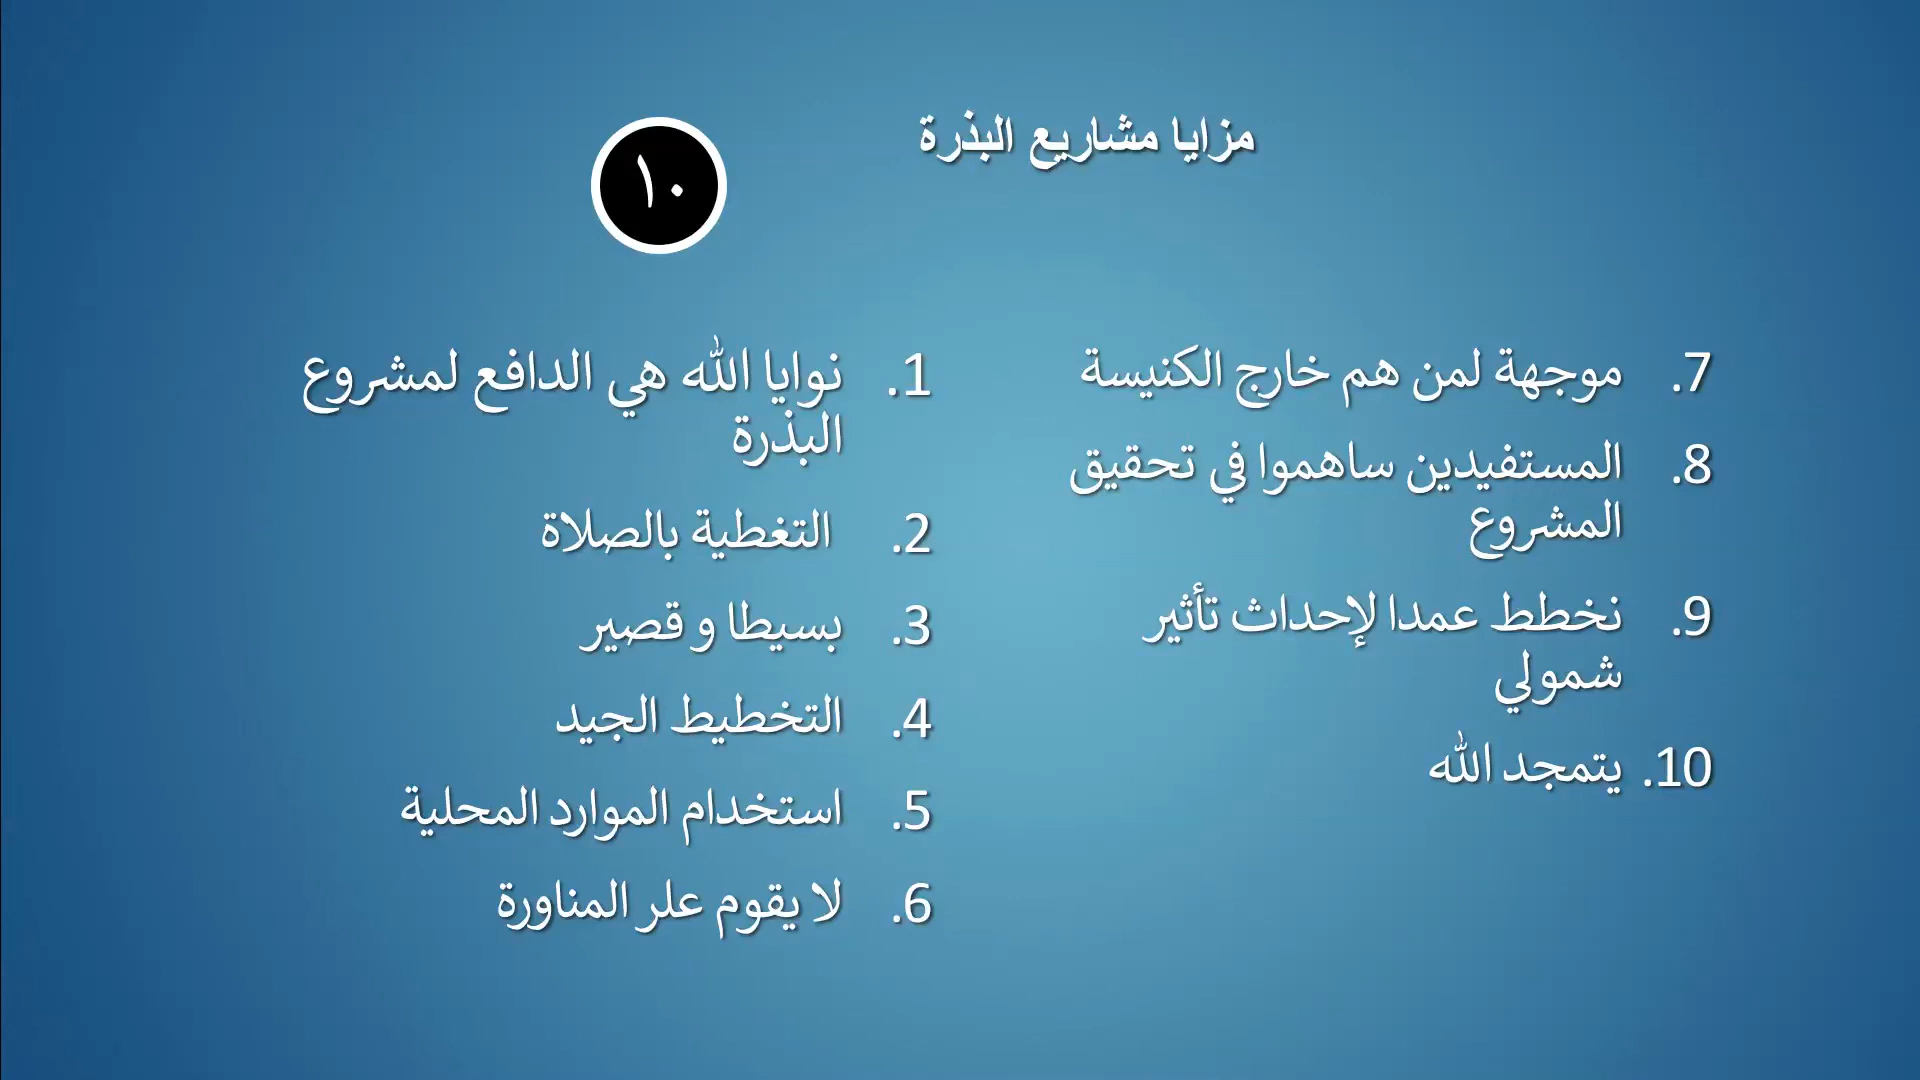 مزايا مشاريع البذرة
١٠
1. نوايا الله هي الدافع لمشروع
البذرة
2. التغطية بالصلاة
3. بسيطا و قصير
4. التخطيط الجيد
5. استخدام الموارد المحلية
6. لا يقوم علر المناورة
7. موجهة لمن هم خارج الكنيسة
8. المستفيدين ساهموا في تحقيق
المشروع
9. نخطط عمدا لإحداث تأثير
شمولي
10. يتمجد الله